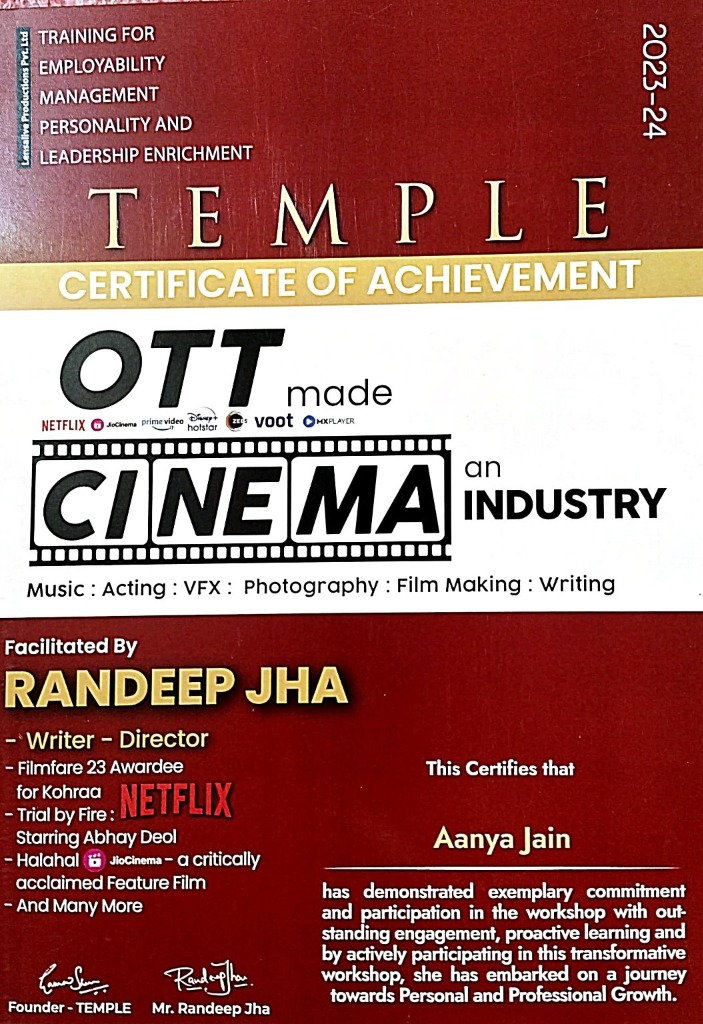 Lensalive Productions Pvt. Ltd
TRAINING FOR
EMPLOYABILITY
MANAGEMENT
PERSONALITY AND
LEADERSHIP ENRICHMENT
2023-24
TEMPLE
CERTIFICATE OF ACHIEVEMENT
OTT made
NETFLIX JioCinema prime video Disney+ hotstar ZEE5 voot MXPLAYER
CINEMA an
INDUSTRY
Music : Acting : VFX : Photography : Film Making : Writing
Facilitated By
RANDEEP JHA
- Writer - Director
- Filmfare 23 Awardee
for Kohraa
- Trial by Fire : NETFLIX
Starring Abhay Deol
- Halahal JioCinema - a critically
acclaimed Feature Film
- And Many More
Founder - TEMPLE
Randeep Jha
Mr. Randeep Jha
This Certifies that
Aanya Jain
has demonstrated exemplary commitment
and participation in the workshop with out-
standing engagement, proactive learning and
by actively participating in this transformative
workshop, she has embarked on a journey
towards Personal and Professional Growth.